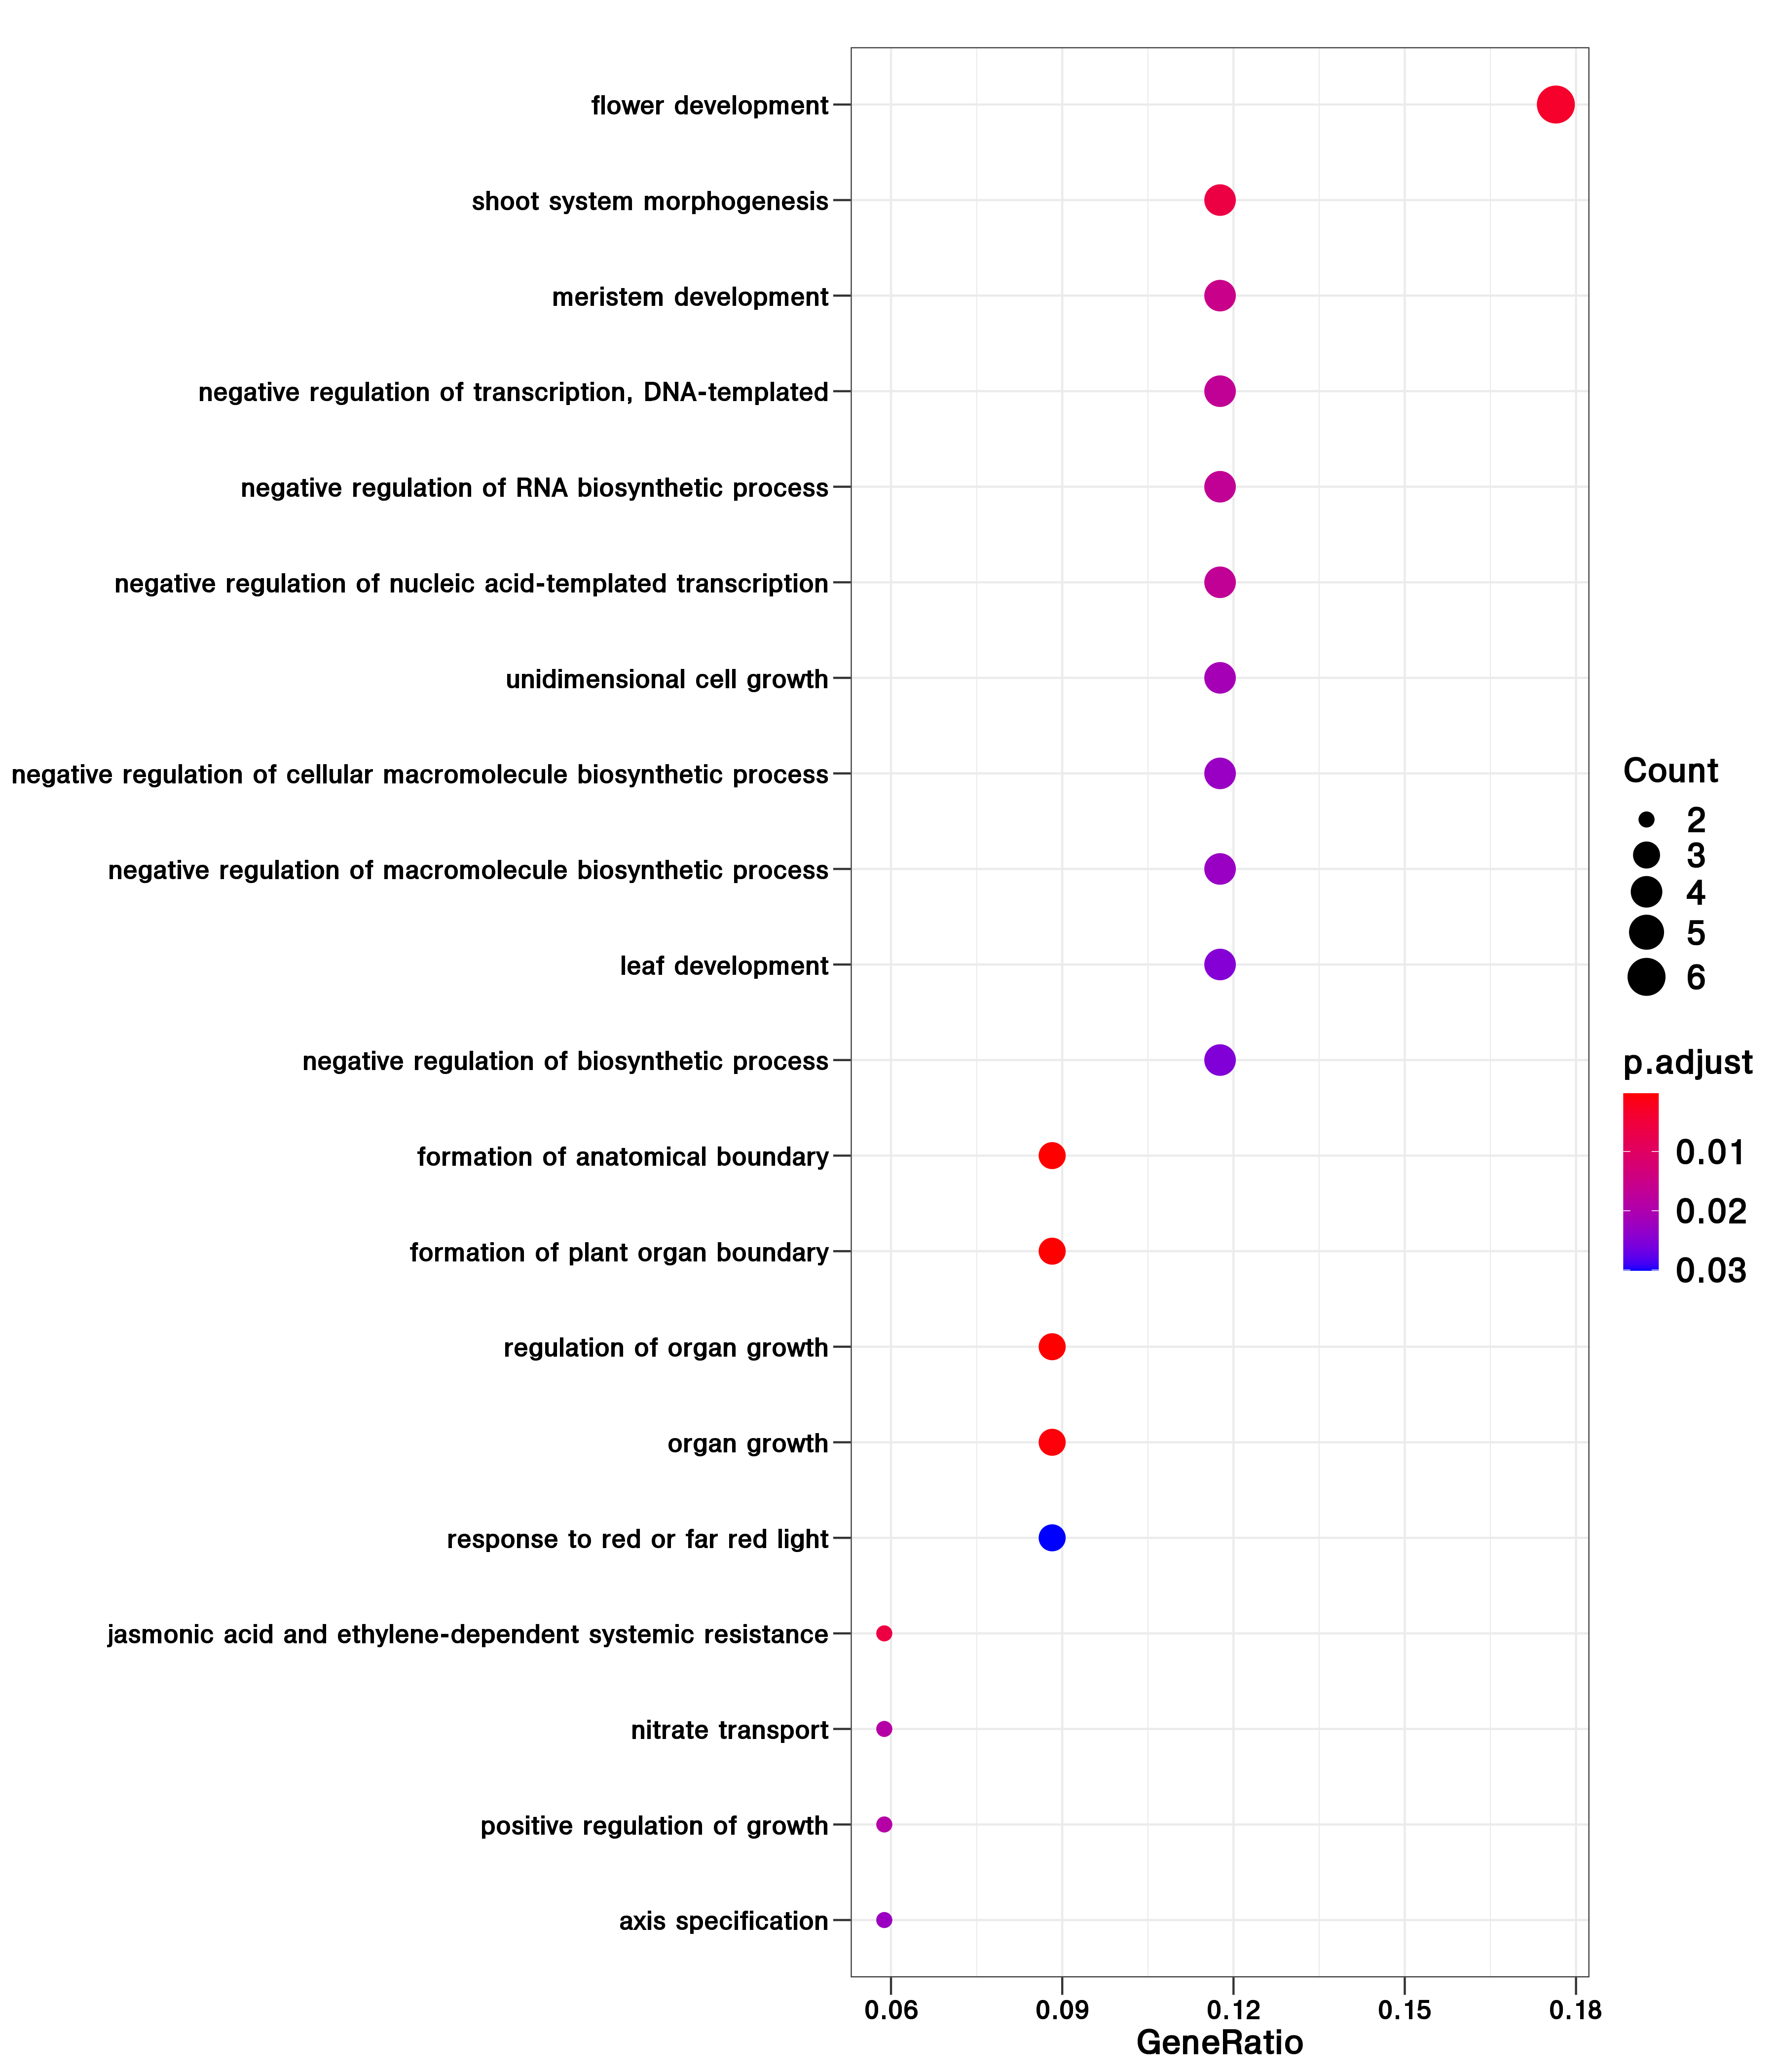 flower development
shoot system morphogenesis
meristem development
negative regulation of transcription, DNA-templated
negative regulation of RNA biosynthetic process
negative regulation of nucleic acid-templated transcription
unidimensional cell growth
negative regulation of cellular macromolecule biosynthetic process
negative regulation of macromolecule biosynthetic process
leaf development
negative regulation of biosynthetic process
formation of anatomical boundary
formation of plant organ boundary
regulation of organ growth
organ growth
response to red or far red light
jasmonic acid and ethylene-dependent systemic resistance
nitrate transport
positive regulation of growth
axis specification
0.06 0.09 0.12 0.15 0.18
GeneRatio
Count
2
3
4
5
6
p.adjust
0.01
0.02
0.03